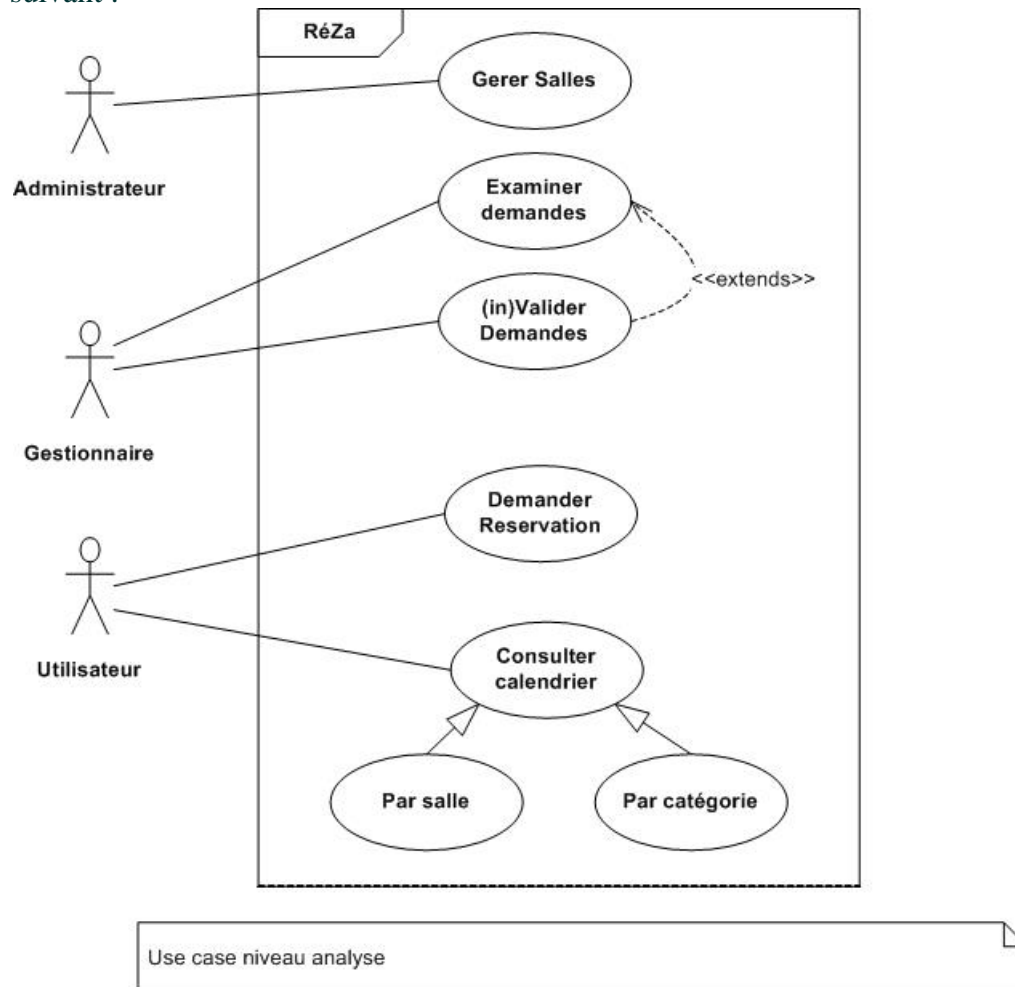 suivant :
RéZa
Gerer Salles
Administrateur
Examiner
demandes
<<extends>>
(in)Valider
Demandes
Gestionnaire
Demander
Reservation
Utilisateur
Consulter
calendrier
Par salle
Par catégorie
Use case niveau analyse